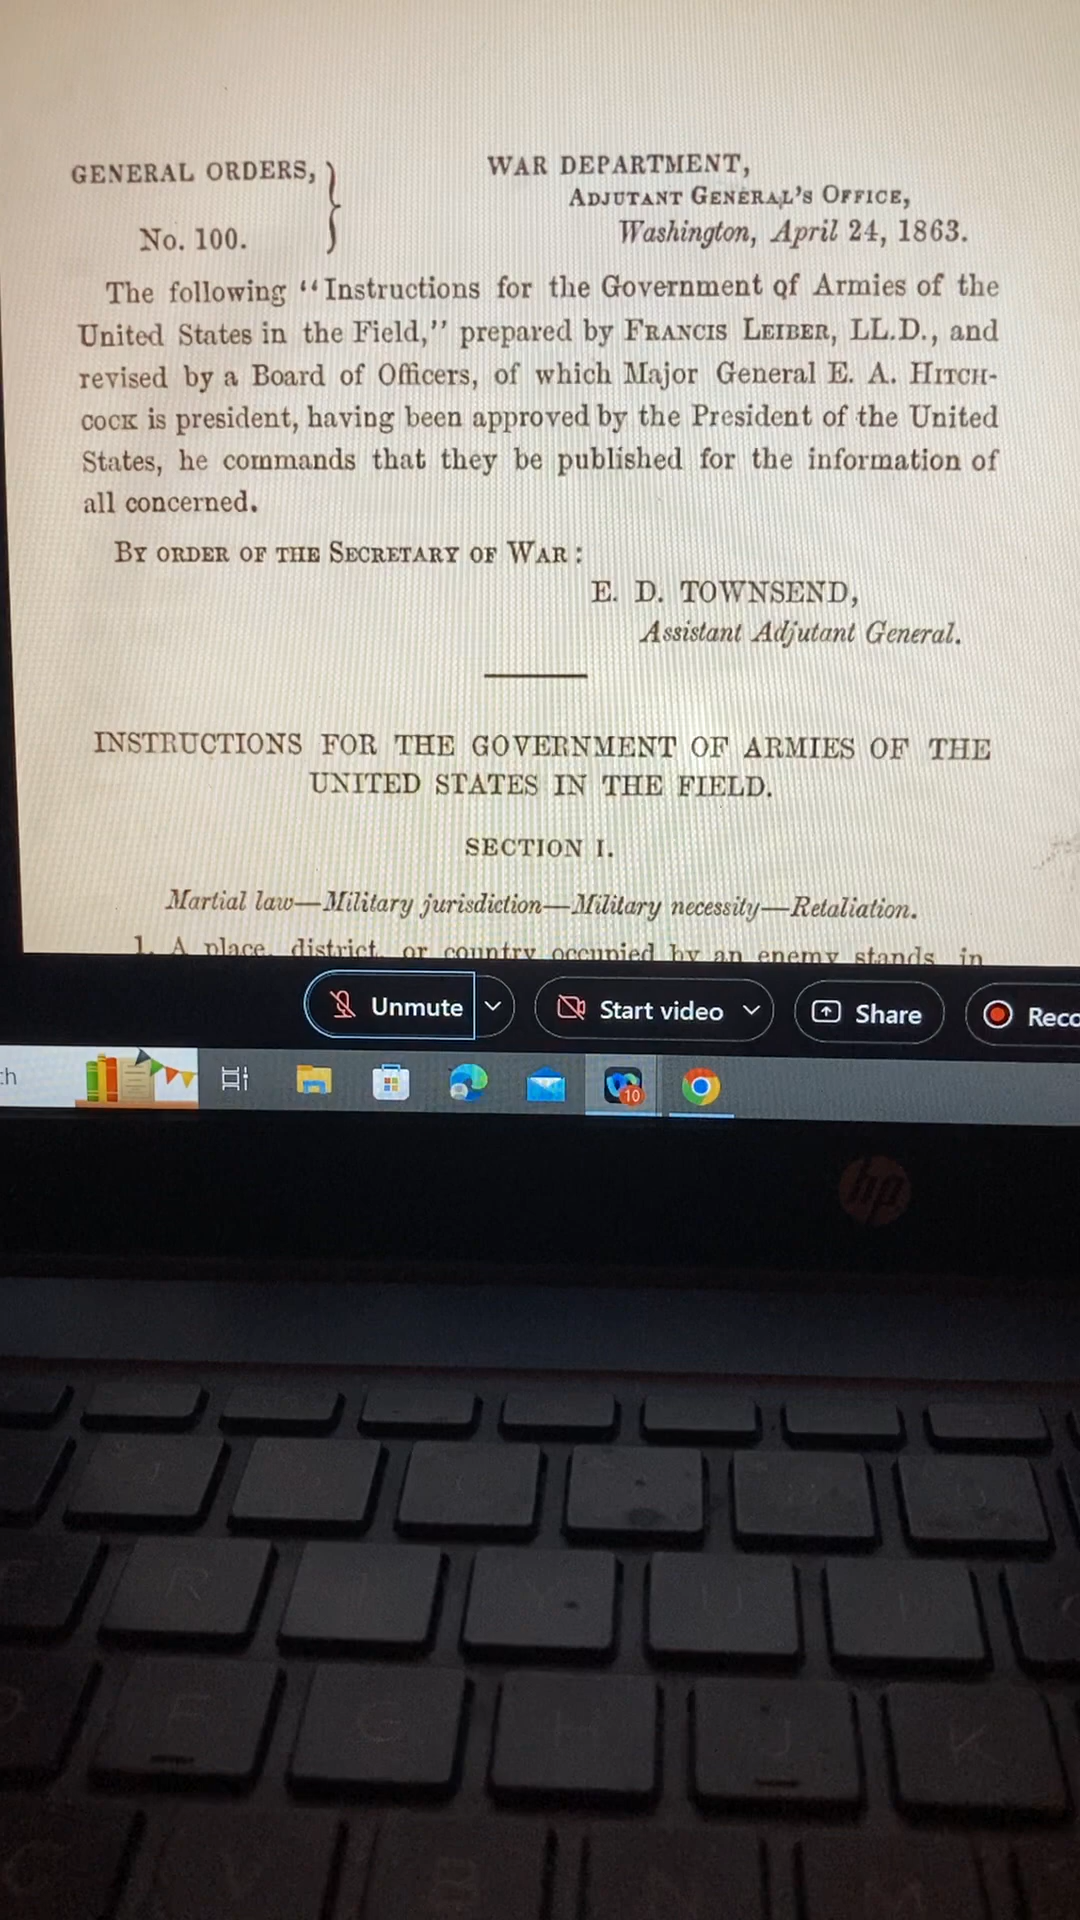 GENERAL ORDERS,
No. 100.
WAR DEPARTMENT,
ADJUTANT GENERAL'S OFFICE,
Washington, April 24, 1863.
The following “Instructions for the Government of Armies of the
United States in the Field,” prepared by FRANCIS LEIBER, LL.D., and
revised by a Board of Officers, of which Major General E. A. HITCH-
COCK is president, having been approved by the President of the United
States, he commands that they be published for the information of
all concerned.
BY ORDER OF THE SECRETARY OF WAR:
E. D. TOWNSEND,
Assistant Adjutant General.
INSTRUCTIONS FOR THE GOVERNMENT OF ARMIES OF THE
UNITED STATES IN THE FIELD.
SECTION I.
Martial law—Military jurisdiction—Military necessity—Retaliation.
1. A place, district, or country occupied by an enemy stands, in
Unmute
Start video
Share
Reco
ch
10
hp
R
Y
U
I
F
G
H
J
K
C
V
B
N
M